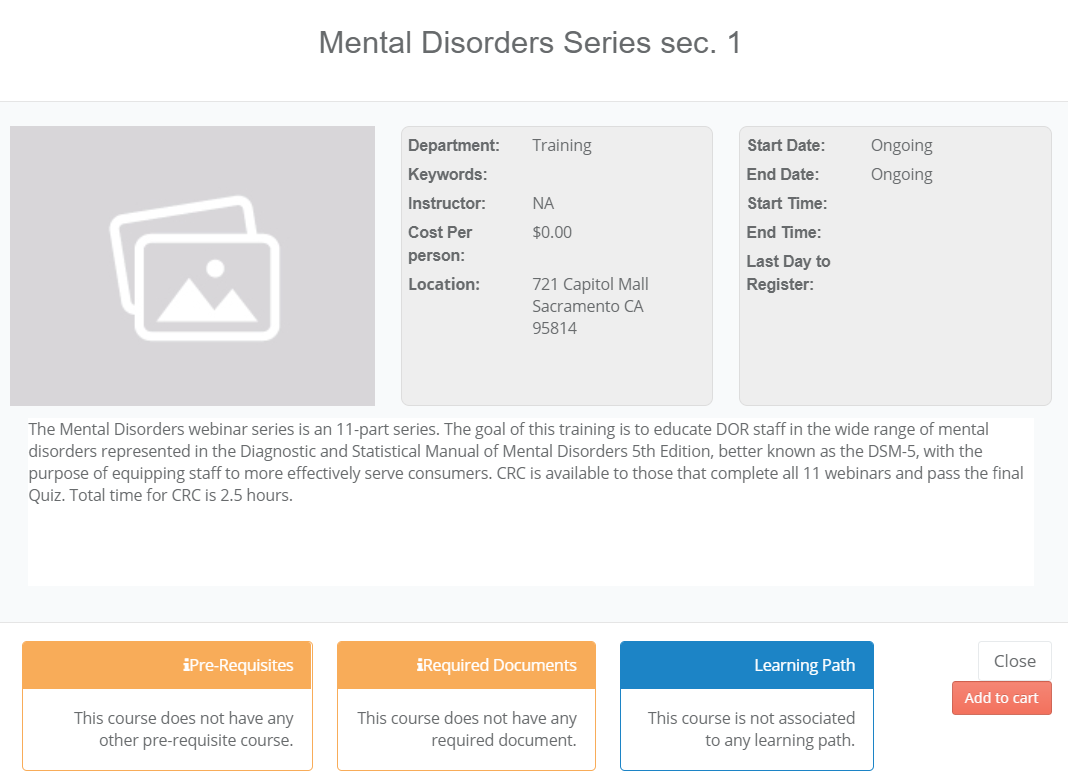 Mental Disorders Series sec. 1
Department: Training
Keywords:
Instructor: NA
Cost Per person: $0.00
Location: 721 Capitol Mall
Sacramento CA
95814
Start Date: Ongoing
End Date: Ongoing
Start Time:
End Time:
Last Day to
Register:
The Mental Disorders webinar series is an 11-part series. The goal of this training is to educate DOR staff in the wide range of mental
disorders represented in the Diagnostic and Statistical Manual of Mental Disorders 5th Edition, better known as the DSM-5, with the
purpose of equipping staff to more effectively serve consumers. CRC is available to those that complete all 11 webinars and pass the final
Quiz. Total time for CRC is 2.5 hours.
Pre-Requisites
This course does not have any
other pre-requisite course.
Required Documents
This course does not have any
required document.
Learning Path
This course is not associated
to any learning path.
Close
Add to cart